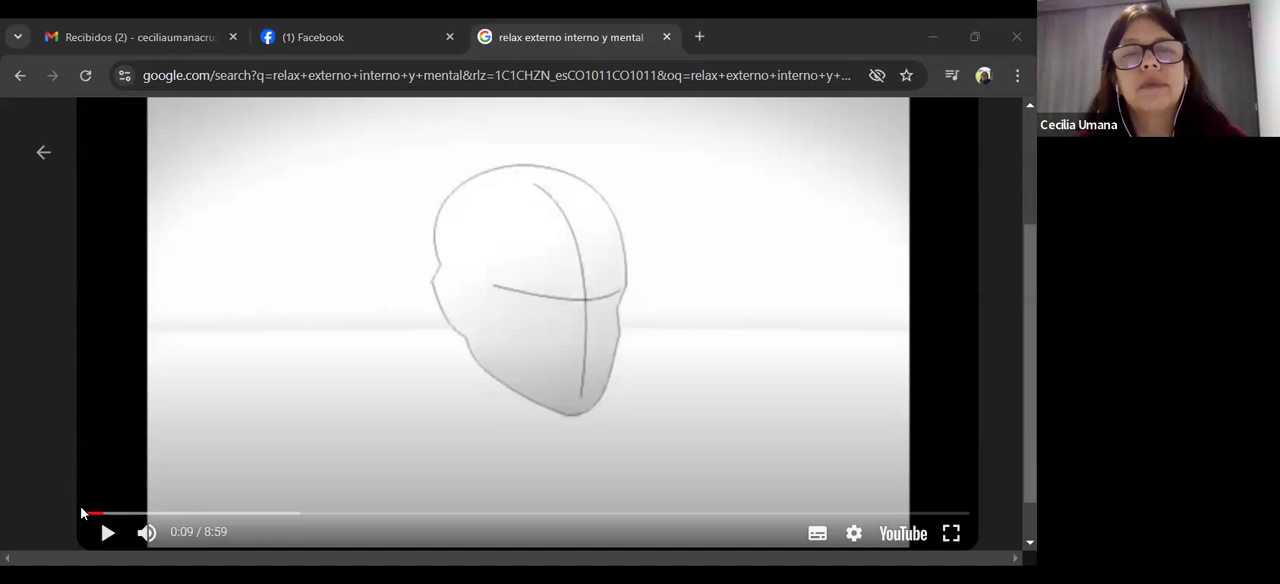 Recibidos (2) - ceciliaumanacru
(1) Facebook
relax externo interno y mental
google.com/search?q=relax+externo+interno+y+mental&rlz=1C1CHZN_esCO1011CO1011&oq=relax+externo+interno+y+...
Cecilia Umana
0:09 / 8:59
YouTube